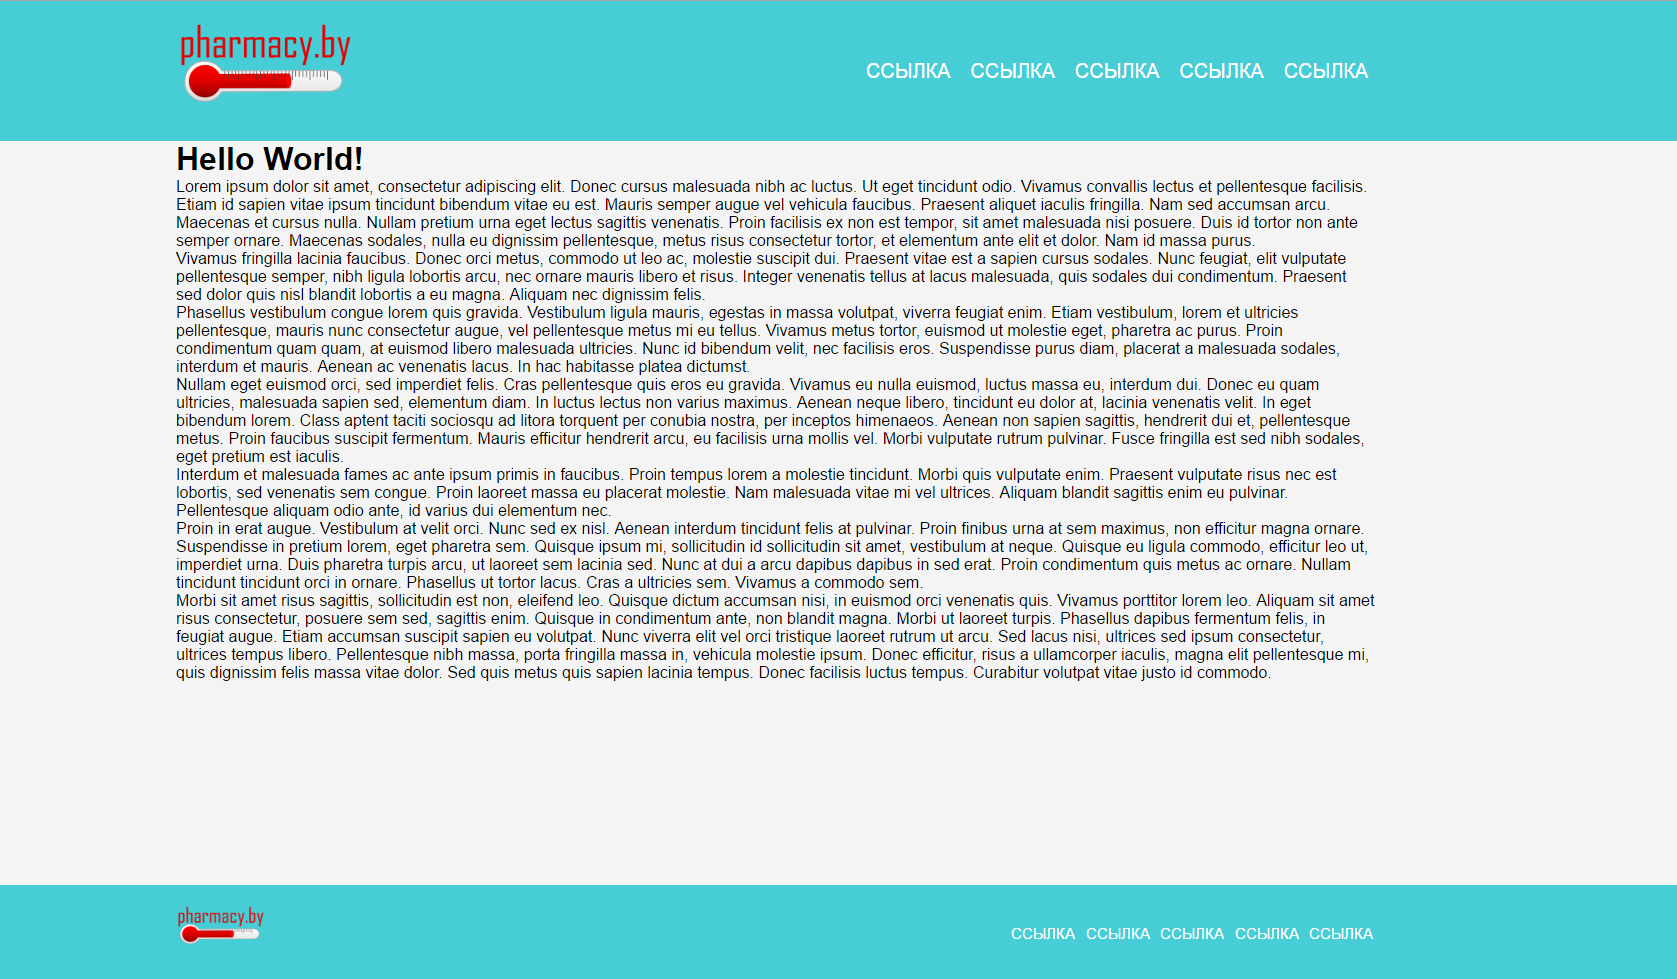 pharmacy.by
ССЫЛКА ССЫЛКА ССЫЛКА ССЫЛКА ССЫЛКА
Hello World!
Lorem ipsum dolor sit amet, consectetur adipiscing elit. Donec cursus malesuada nibh ac luctus. Ut eget tincidunt odio. Vivamus convallis lectus et pellentesque facilisis.
Etiam id sapien vitae ipsum tincidunt bibendum vitae eu est. Mauris semper augue vel vehicula faucibus. Praesent aliquet iaculis fringilla. Nam sed accumsan arcu.
Maecenas et cursus nulla. Nullam pretium urna eget lectus sagittis venenatis. Proin facilisis ex non est tempor, sit amet malesuada nisi posuere. Duis id tortor non ante
semper ornare. Maecenas sodales, nulla eu dignissim pellentesque, metus risus consectetur tortor, et elementum ante elit et dolor. Nam id massa purus.
Vivamus fringilla lacinia faucibus. Donec orci metus, commodo ut leo ac, molestie suscipit dui. Praesent vitae est a sapien cursus sodales. Nunc feugiat, elit vulputate
pellentesque semper, nibh ligula lobortis arcu, nec ornare mauris libero et risus. Integer venenatis tellus at lacus malesuada, quis sodales dui condimentum. Praesent
sed dolor quis nisl blandit lobortis a eu magna. Aliquam nec dignissim felis.
Phasellus vestibulum congue lorem quis gravida. Vestibulum ligula mauris, egestas in massa volutpat, viverra feugiat enim. Etiam vestibulum, lorem et ultricies
pellentesque, mauris nunc consectetur augue, vel pellentesque metus mi eu tellus. Vivamus metus tortor, euismod ut molestie eget, pharetra ac purus. Proin
condimentum quam quam, at euismod libero malesuada ultricies. Nunc id bibendum velit, nec facilisis eros. Suspendisse purus diam, placerat a malesuada sodales,
interdum et mauris. Aenean ac venenatis lacus. In hac habitasse platea dictumst.
Nullam eget euismod orci, sed imperdiet felis. Cras pellentesque quis eros eu gravida. Vivamus eu nulla euismod, luctus massa eu, interdum dui. Donec eu quam
ultricies, malesuada sapien sed, elementum diam. In luctus lectus non varius maximus. Aenean neque libero, tincidunt eu dolor at, lacinia venenatis velit. In eget
bibendum lorem. Class aptent taciti sociosqu ad litora torquent per conubia nostra, per inceptos himenaeos. Aenean non sapien sagittis, hendrerit dui et, pellentesque
metus. Proin faucibus suscipit fermentum. Mauris efficitur hendrerit arcu, eu facilisis urna mollis vel. Morbi vulputate rutrum pulvinar. Fusce fringilla est sed nibh sodales,
eget pretium est iaculis.
Interdum et malesuada fames ac ante ipsum primis in faucibus. Proin tempus lorem a molestie tincidunt. Morbi quis vulputate enim. Praesent vulputate risus nec est
lobortis, sed venenatis sem congue. Proin laoreet massa eu placerat molestie. Nam malesuada vitae mi vel ultrices. Aliquam blandit sagittis enim eu pulvinar.
Pellentesque aliquam odio ante, id varius dui elementum nec.
Proin in erat augue. Vestibulum at velit orci. Nunc sed ex nisl. Aenean interdum tincidunt felis at pulvinar. Proin finibus urna at sem maximus, non efficitur magna ornare.
Suspendisse in pretium lorem, eget pharetra sem. Quisque ipsum mi, sollicitudin id sollicitudin sit amet, vestibulum at neque. Quisque eu ligula commodo, efficitur leo ut,
imperdiet urna. Duis pharetra turpis arcu, ut laoreet sem lacinia sed. Nunc at dui a arcu dapibus dapibus in sed erat. Proin condimentum quis metus ac ornare. Nullam
tincidunt tincidunt orci in ornare. Phasellus ut tortor lacus. Cras a ultricies sem. Vivamus a commodo sem.
Morbi sit amet risus sagittis, sollicitudin est non, eleifend leo. Quisque dictum accumsan nisi, in euismod orci venenatis quis. Vivamus porttitor lorem leo. Aliquam sit amet
risus consectetur, posuere sem sed, sagittis enim. Quisque in condimentum ante, non blandit magna. Morbi ut laoreet turpis. Phasellus dapibus fermentum felis, in
feugiat augue. Etiam accumsan suscipit sapien eu volutpat. Nunc viverra elit vel orci tristique laoreet rutrum ut arcu. Sed lacus nisi, ultrices sed ipsum consectetur,
ultrices tempus libero. Pellentesque nibh massa, porta fringilla massa in, vehicula molestie ipsum. Donec efficitur, risus a ullamcorper iaculis, magna elit pellentesque mi,
quis dignissim felis massa vitae dolor. Sed quis metus quis sapien lacinia tempus. Donec facilisis luctus tempus. Curabitur volutpat vitae justo id commodo.
pharmacy.by
ССЫЛКА ССЫЛКА ССЫЛКА ССЫЛКА ССЫЛКА